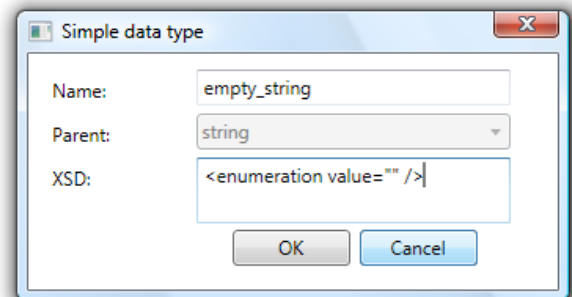 Simple data type
Name: empty_string
Parent: string
XSD: <enumeration value="" />
OK Cancel